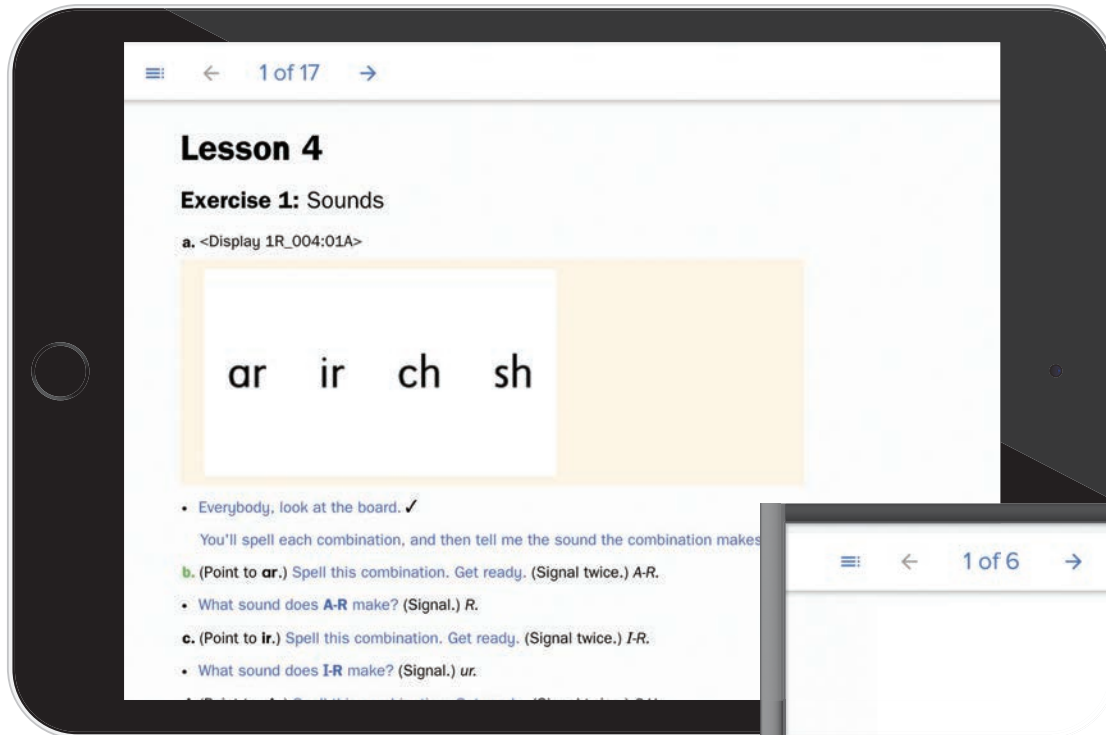 1 of 17
Lesson 4
Exercise 1: Sounds
a. <Display 1R_004:01A>
ar ir ch sh
• Everybody, look at the board. ✓
You'll spell each combination, and then tell me the sound the combination makes
b. (Point to ar.) Spell this combination. Get ready. (Signal twice.) A-R.
• What sound does A-R make? (Signal.) R.
c. (Point to ir.) Spell this combination. Get ready. (Signal twice.) I-R.
• What sound does I-R make? (Signal.) ur.
1 of 6